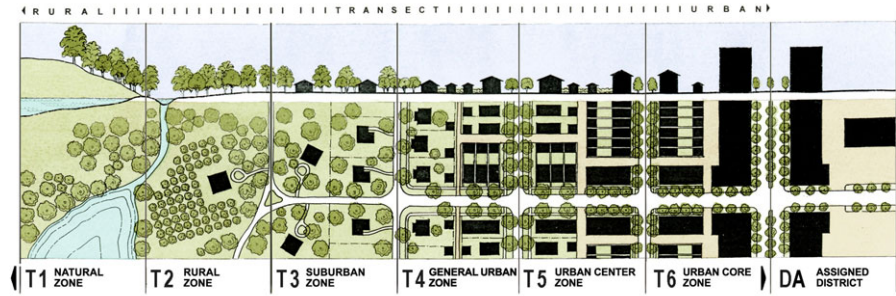 RURAL TRANSECT URBAN
T1 NATURAL ZONE
T2 RURAL ZONE
T3 SUBURBAN ZONE
T4 GENERAL URBAN ZONE
T5 URBAN CENTER ZONE
T6 URBAN CORE ZONE
DA ASSIGNED DISTRICT